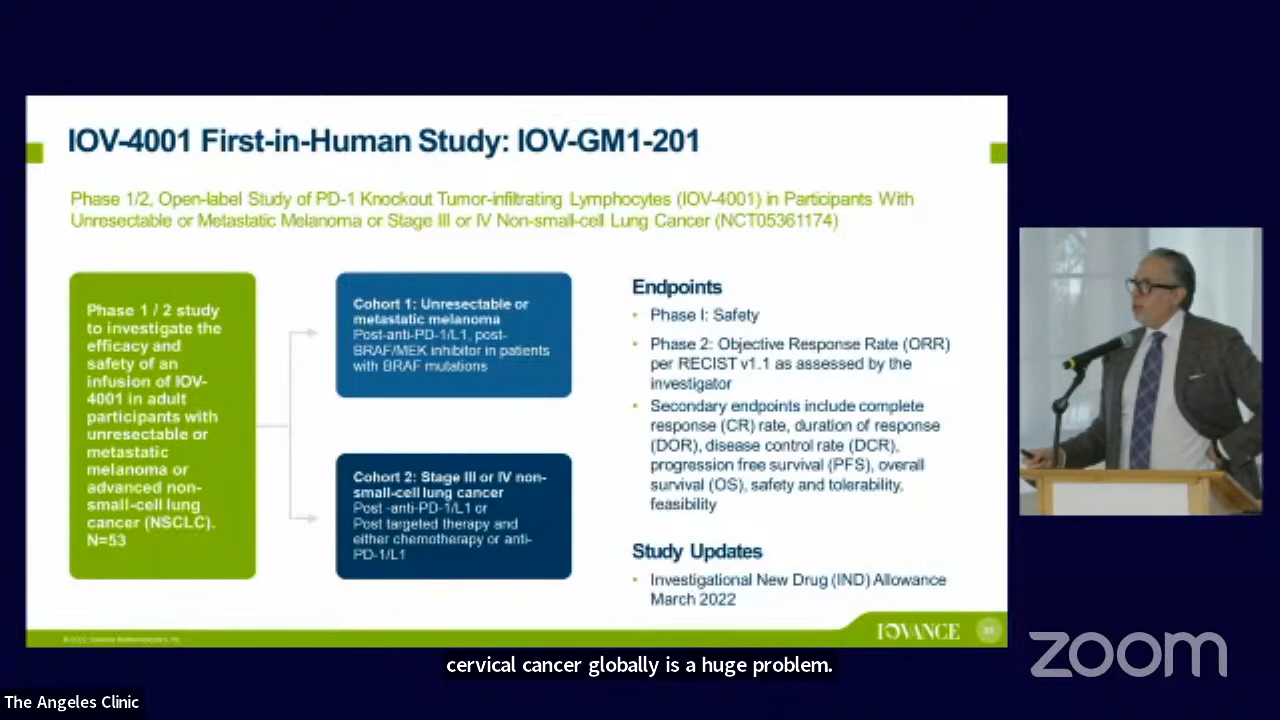 IOV-4001 First-in-Human Study: IOV-GM1-201
Phase 1/2, Open-label Study of PD-1 Knockout Tumor-infiltrating Lymphocytes (IOV-4001) in Participants With
Unresectable or Metastatic Melanoma or Stage III or IV Non-small-cell Lung Cancer (NCT05361174)
Phase 1 / 2 study
to investigate the
efficacy and
safety of an
infusion of IOV-
4001 in adult
participants with
unresectable or
metastatic
melanoma or
advanced non-
small-cell lung
cancer (NSCLC).
N=53
Cohort 1: Unresectable or
metastatic melanoma
Post-anti-PD-1/L1, post-
BRAF/MEK inhibitor in patients
with BRAF mutations
Cohort 2: Stage III or IV non-
small-cell lung cancer
Post -anti-PD-1/L1 or
Post targeted therapy and
either chemotherapy or anti-
PD-1/L1
Endpoints
• Phase I: Safety
• Phase 2: Objective Response Rate (ORR)
per RECIST v1.1 as assessed by the
investigator
• Secondary endpoints include complete
response (CR) rate, duration of response
(DOR), disease control rate (DCR),
progression free survival (PFS), overall
survival (OS), safety and tolerability,
feasibility
Study Updates
• Investigational New Drug (IND) Allowance
March 2022
IOVANCE
cervical cancer globally is a huge problem.
zoom
The Angeles Clinic